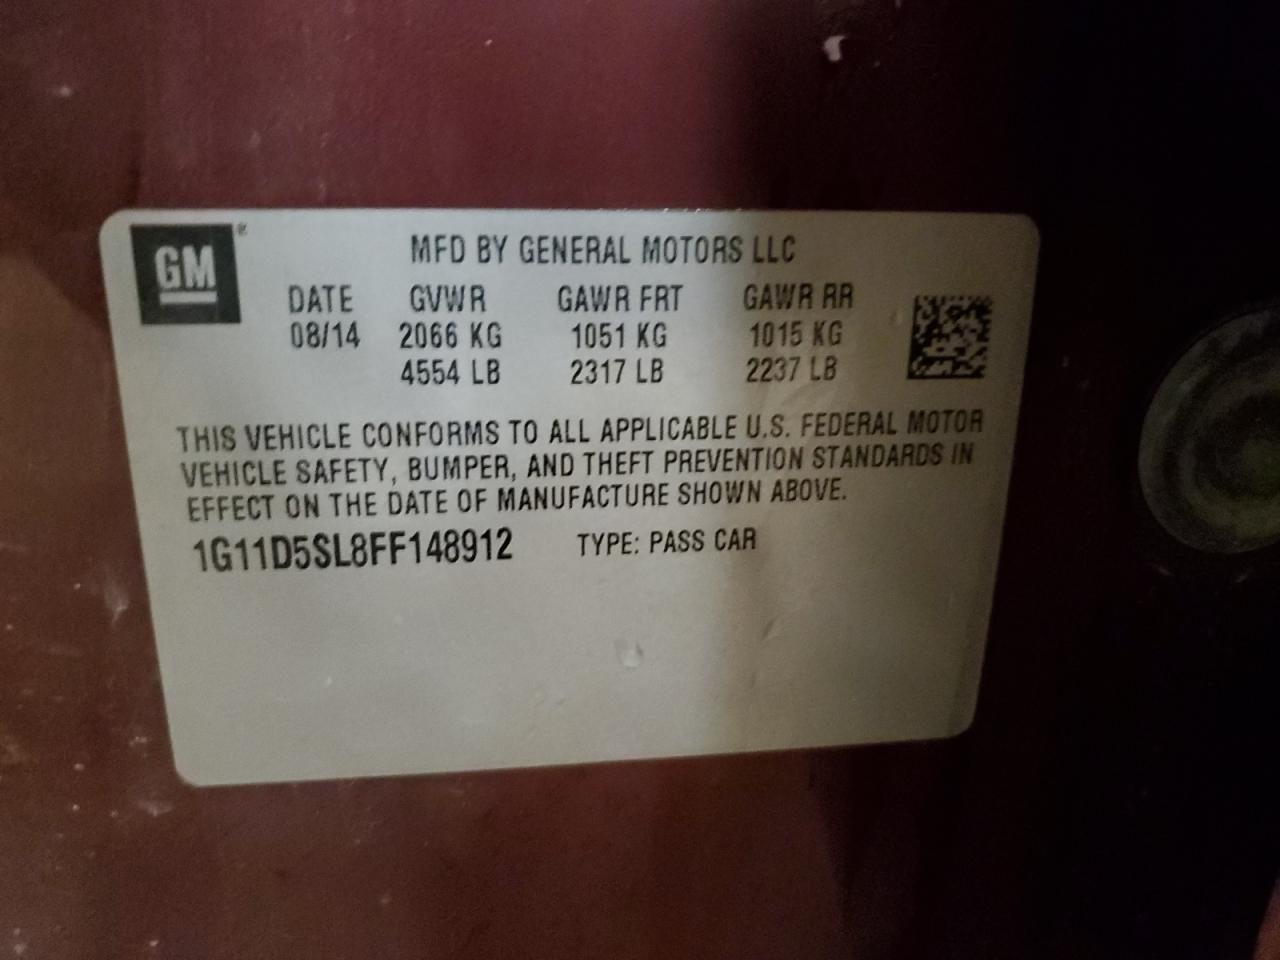 GM®
MFD BY GENERAL MOTORS LLC
DATE GVWR GAWR FRT GAWR RR
08/14 2066 KG 1051 KG 1015 KG
4554 LB 2317 LB 2237 LB
THIS VEHICLE CONFORMS TO ALL APPLICABLE U.S. FEDERAL MOTOR
VEHICLE SAFETY, BUMPER, AND THEFT PREVENTION STANDARDS IN
EFFECT ON THE DATE OF MANUFACTURE SHOWN ABOVE.
1G11D5SL8FF148912 TYPE: PASS CAR